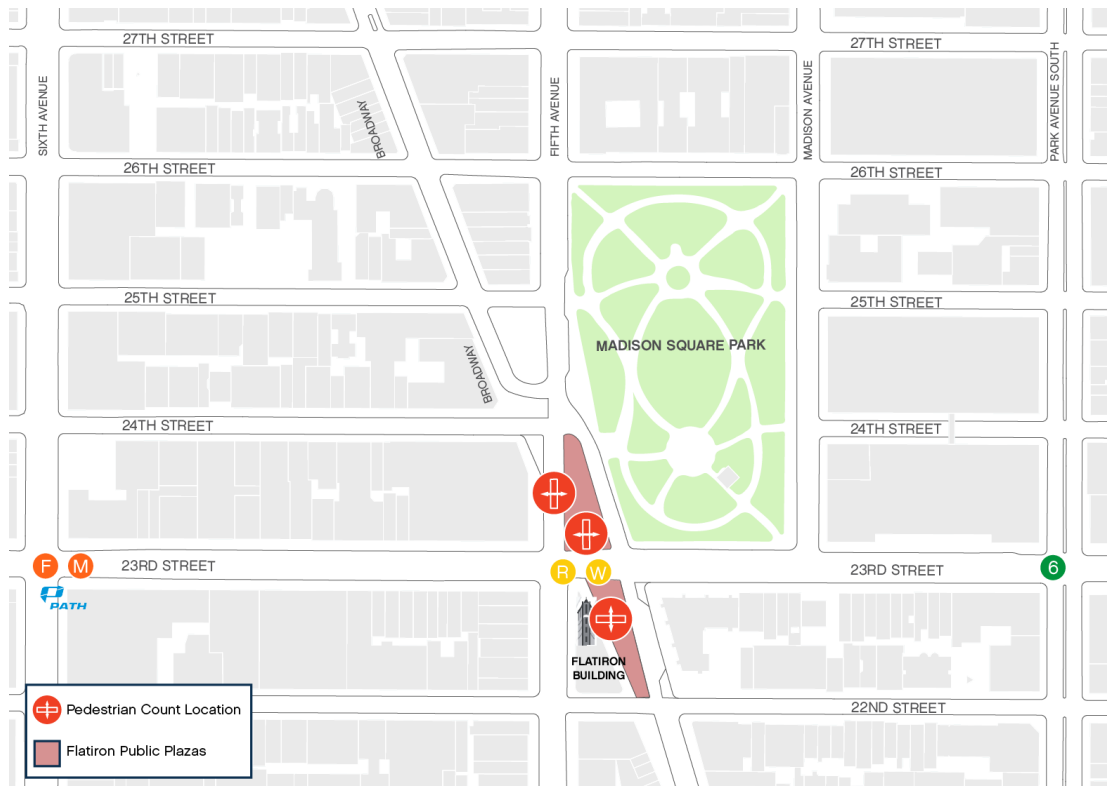 27TH STREET
27TH STREET
SIXTH AVENUE
BROADWAY
FIFTH AVENUE
MADISON AVENUE
PARK AVENUE SOUTH
26TH STREET
26TH STREET
25TH STREET
25TH STREET
MADISON SQUARE PARK
BROADWAY
24TH STREET
24TH STREET
F M
23RD STREET
R W
23RD STREET
6
PATH
FLATIRON
BUILDING
Pedestrian Count Location
22ND STREET
Flatiron Public Plazas